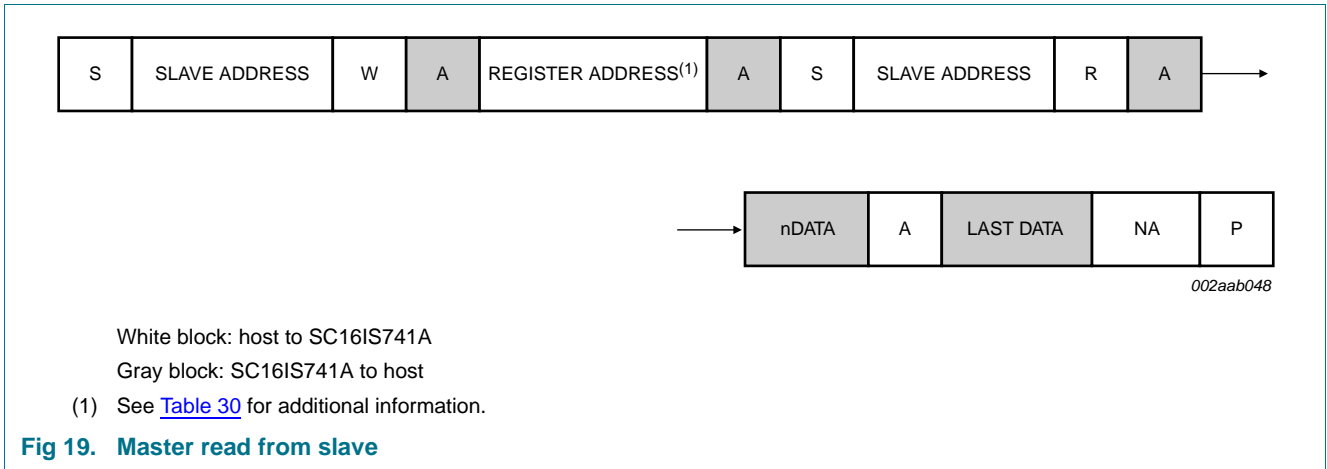 S SLAVE ADDRESS W A REGISTER ADDRESS(1) A S SLAVE ADDRESS R A
nDATA A LAST DATA NA P
002aab048
White block: host to SC16IS741A
Gray block: SC16IS741A to host
(1) See Table 30 for additional information.
Fig 19. Master read from slave